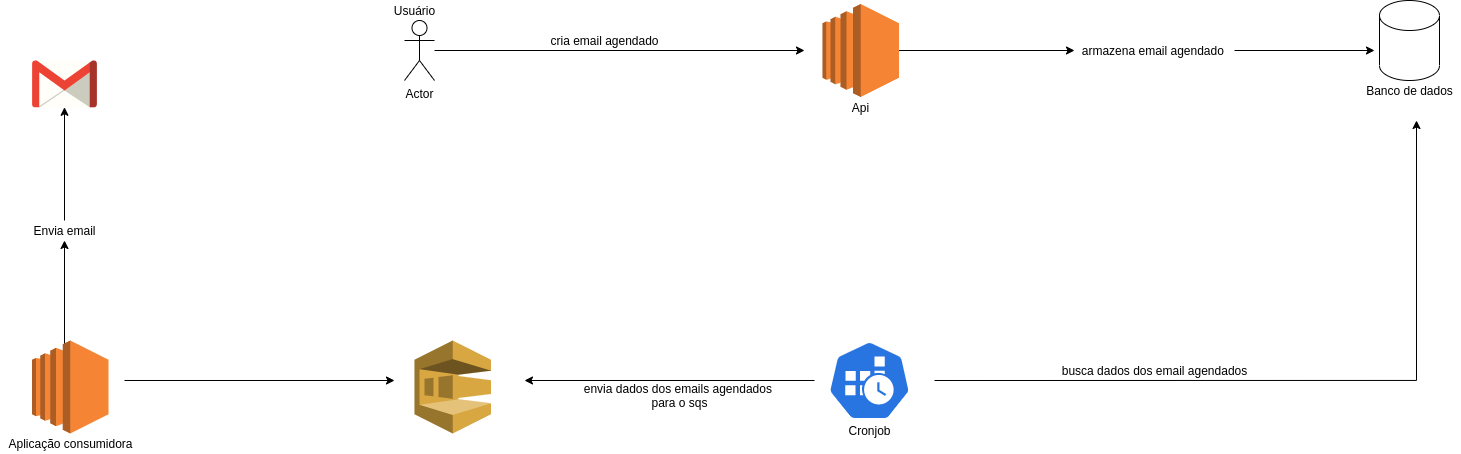 Usuário
cria email agendado
armazena email agendado
Actor
Banco de dados
Api
Envia email
busca dados dos email agendados
envia dados dos emails agendados
para o sqs
Cronjob
Aplicação consumidora